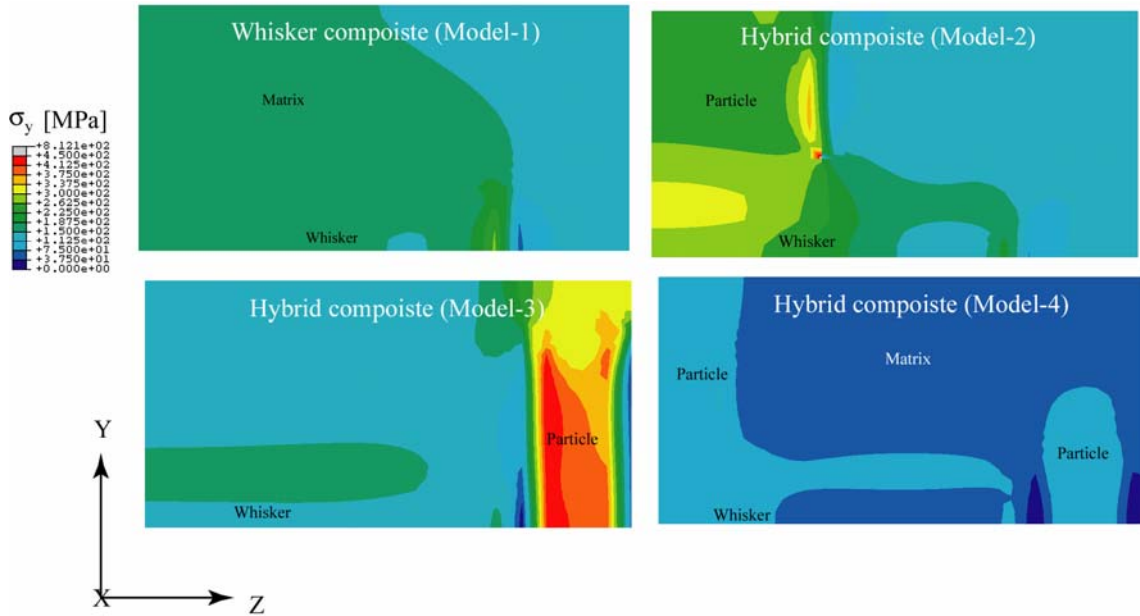 Whisker compoiste (Model-1)
Matrix
Whisker
Hybrid compoiste (Model-2)
Particle
Whisker
σy [MPa]
+8.121e+02
+4.500e+02
+4.125e+02
+3.750e+02
+3.375e+02
+3.000e+02
+2.625e+02
+2.250e+02
+1.875e+02
+1.500e+02
+1.125e+02
+7.500e+01
+3.750e+01
+0.000e+00
Hybrid compoiste (Model-3)
Particle
Whisker
Hybrid compoiste (Model-4)
Matrix
Particle
Particle
Whisker
Y
X
Z